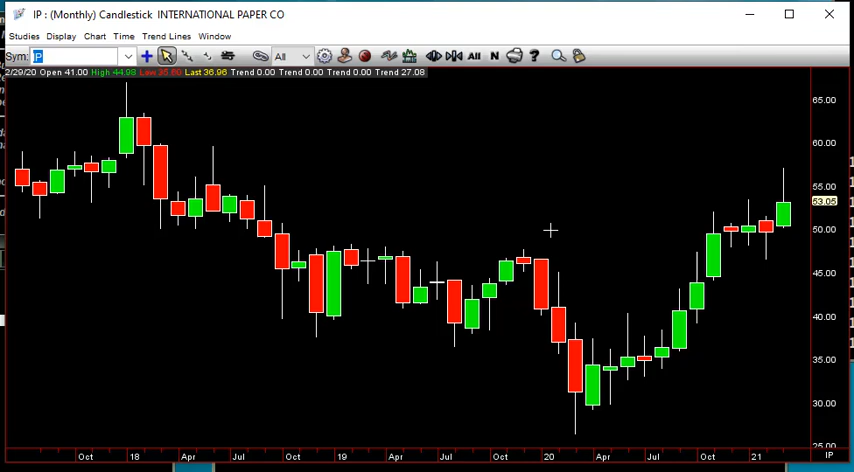 IP : (Monthly) Candlestick INTERNATIONAL PAPER CO
Studies Display Chart Time Trend Lines Window
Sym: IP All All N ?
2/29/20 Open 41.00 High 44.98 Last 36.96 Trend 0.00 Trend 0.00 Trend 0.00 Trend 27.08
65.00
60.00
55.00
53.05
50.00
45.00
40.00
35.00
30.00
25.00
Oct 18 Apr Jul Oct 19 Apr Jul Oct 20 Apr Jul Oct 21 IP